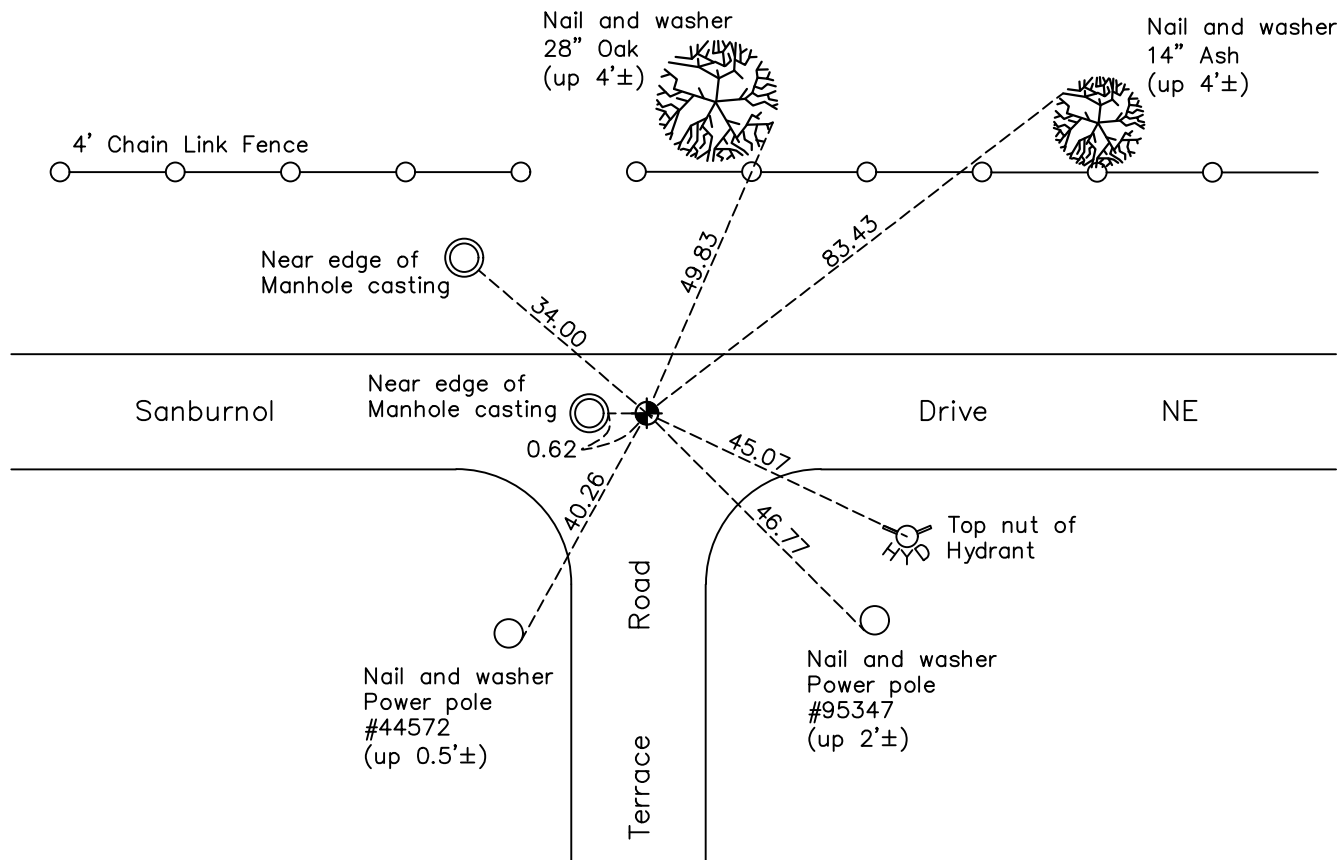 Nail and washer
28" Oak
(up 4'±)
Nail and washer
14" Ash
(up 4'±)
4' Chain Link Fence
49.83
83.43
Near edge of
Manhole casting
34.00
Near edge of
Manhole casting
Sanburnol
Drive
NE
0.62
45.07
40.26
46.77
Top nut of
Hydrant
HYD
Road
Nail and washer
Power pole
#44572
(up 0.5'±)
Nail and washer
Power pole
#95347
(up 2'±)
Terrace